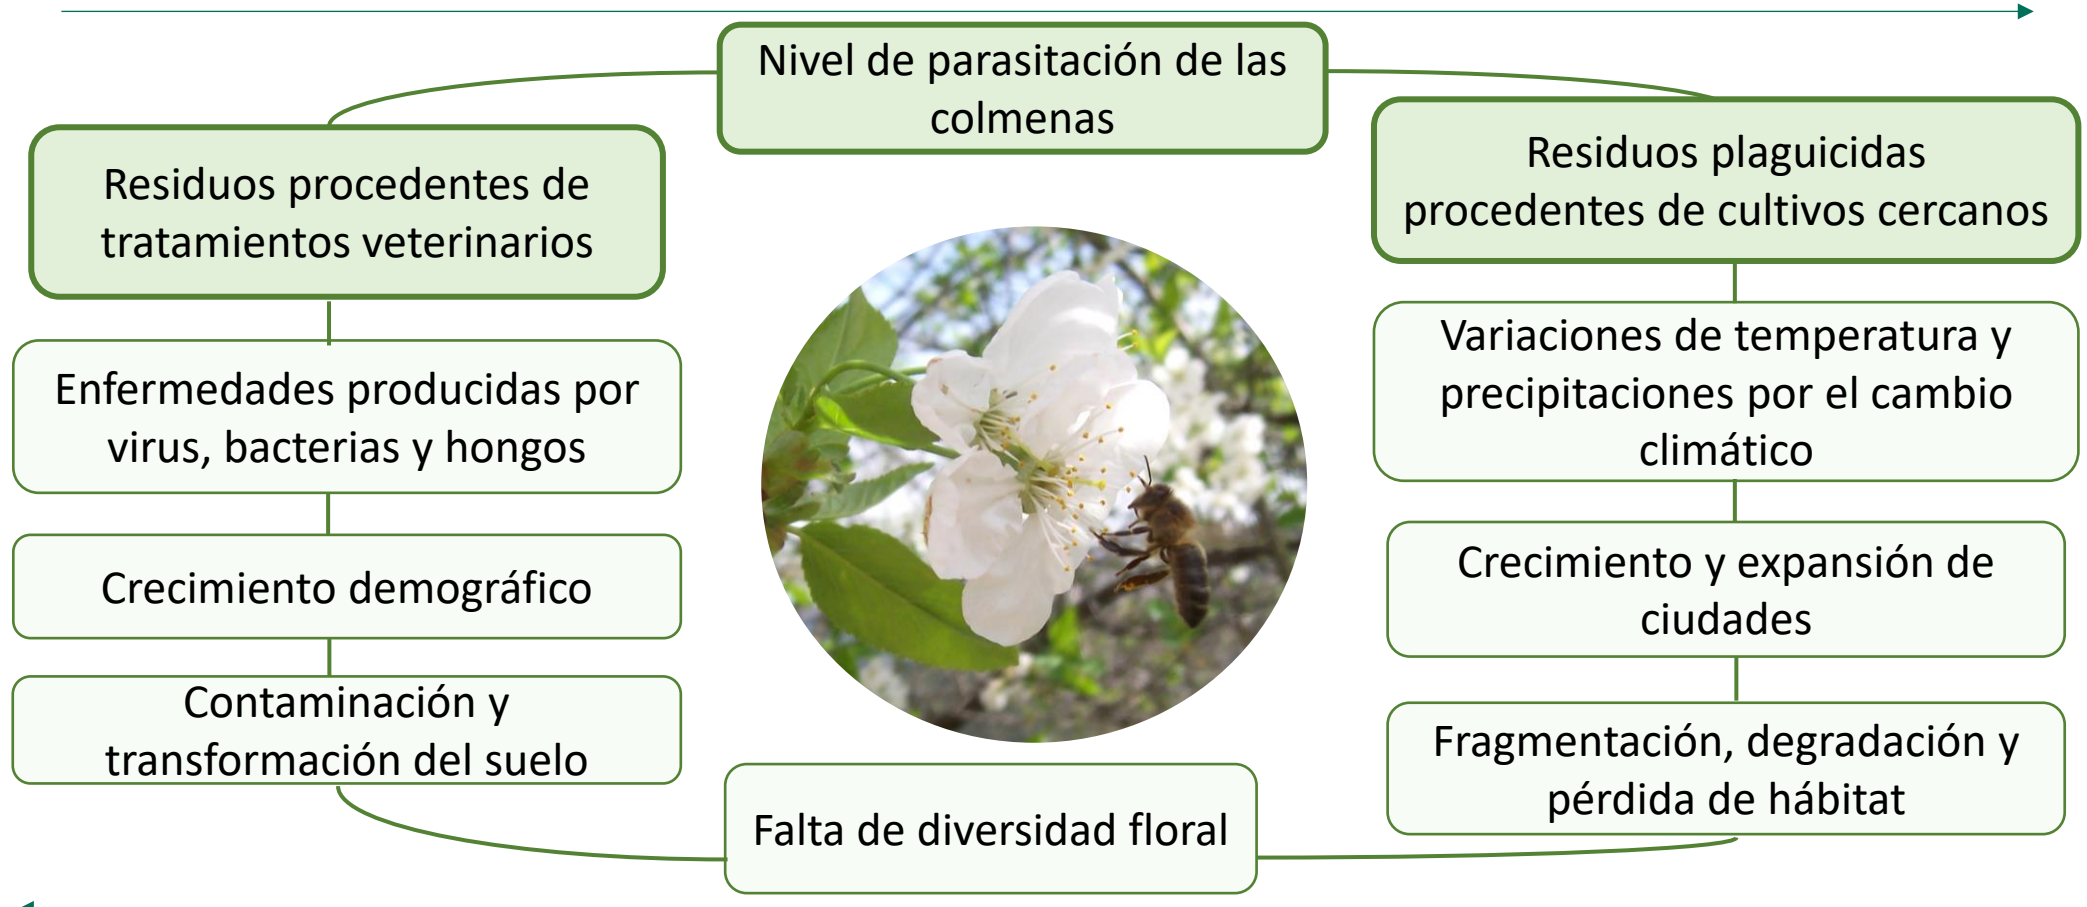 Nivel de parasitación de las
colmenas
Residuos procedentes de
tratamientos veterinarios
Residuos plaguicidas
procedentes de cultivos cercanos
Enfermedades producidas por
virus, bacterias y hongos
Variaciones de temperatura y
precipitaciones por el cambio
climático
Crecimiento demográfico
Crecimiento y expansión de
ciudades
Contaminación y
transformación del suelo
Fragmentación, degradación y
pérdida de hábitat
Falta de diversidad floral